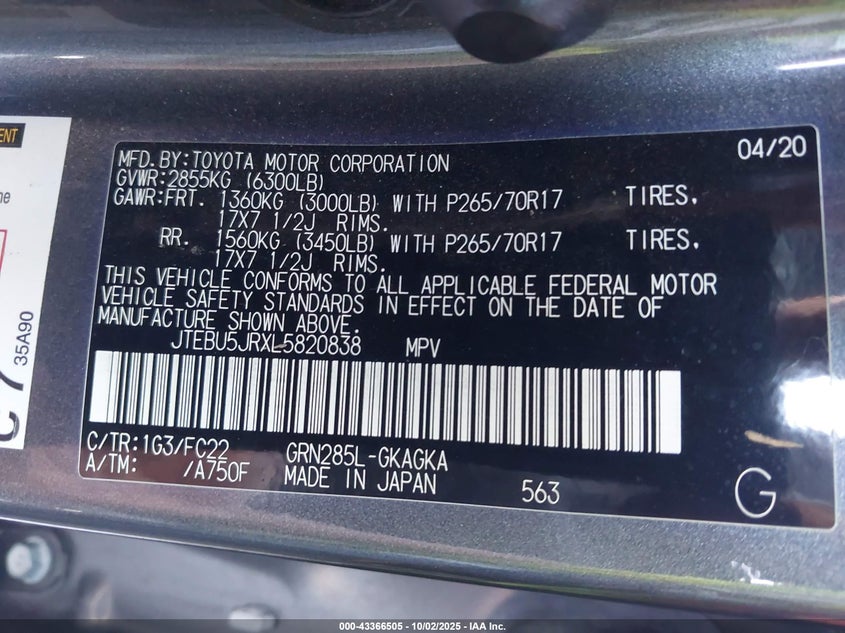 ENT
ne
35A90
C7
MFD.BY:TOYOTA MOTOR CORPORATION 04/20
GVWR:2855KG (6300LB)
GAWR:FRT. 1360KG (3000LB) WITH P265/70R17 TIRES,
17X7 1/2J RIMS.
RR. 1560KG (3450LB) WITH P265/70R17 TIRES,
17X7 1/2J RIMS.
THIS VEHICLE CONFORMS TO ALL APPLICABLE FEDERAL MOTOR
VEHICLE SAFETY STANDARDS IN EFFECT ON THE DATE OF
MANUFACTURE SHOWN ABOVE.
JTEBU5JRXL5820838 MPV
C/TR:1G3/FC22 GRN285L-GKAGKA
A/TM: /A750F MADE IN JAPAN 563 G
000-43366505 - 10/02/2025 - IAA Inc.